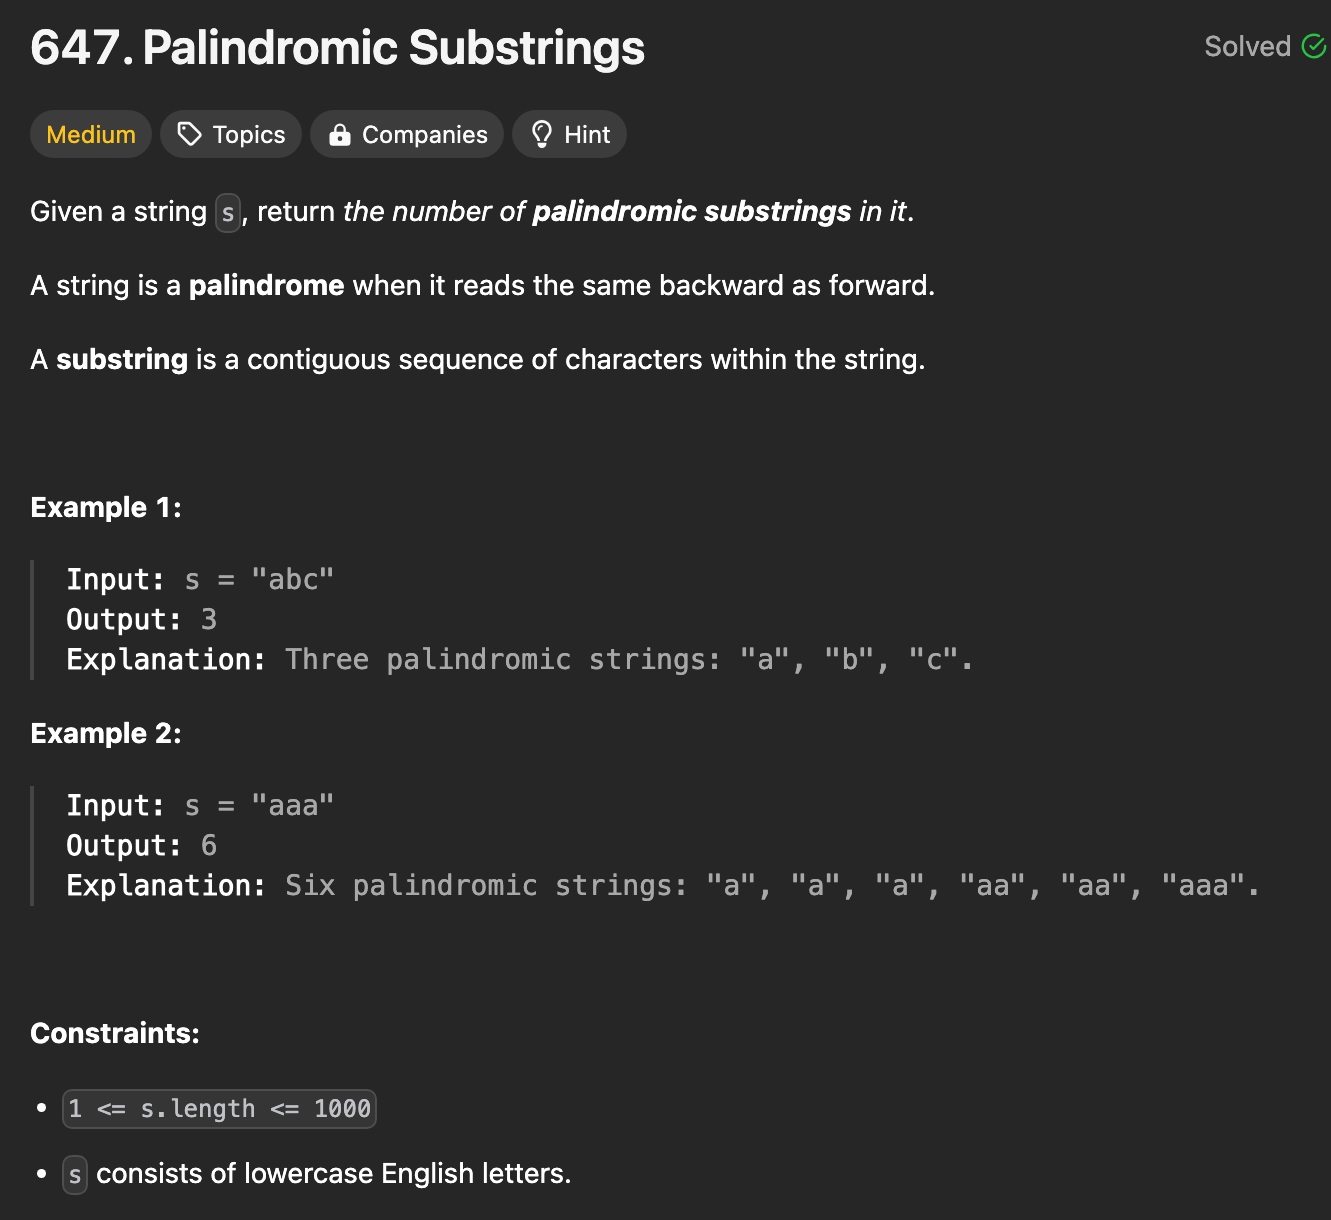 647. Palindromic Substrings
Solved
Medium
Topics
Companies
Hint
Given a string s, return the number of palindromic substrings in it.
A string is a palindrome when it reads the same backward as forward.
A substring is a contiguous sequence of characters within the string.
Example 1:
Input: s = "abc"
Output: 3
Explanation: Three palindromic strings: "a", "b", "c".
Example 2:
Input: s = "aaa"
Output: 6
Explanation: Six palindromic strings: "a", "a", "a", "aa", "aa", "aaa".
Constraints:
• 1 <= s.length <= 1000
• s consists of lowercase English letters.